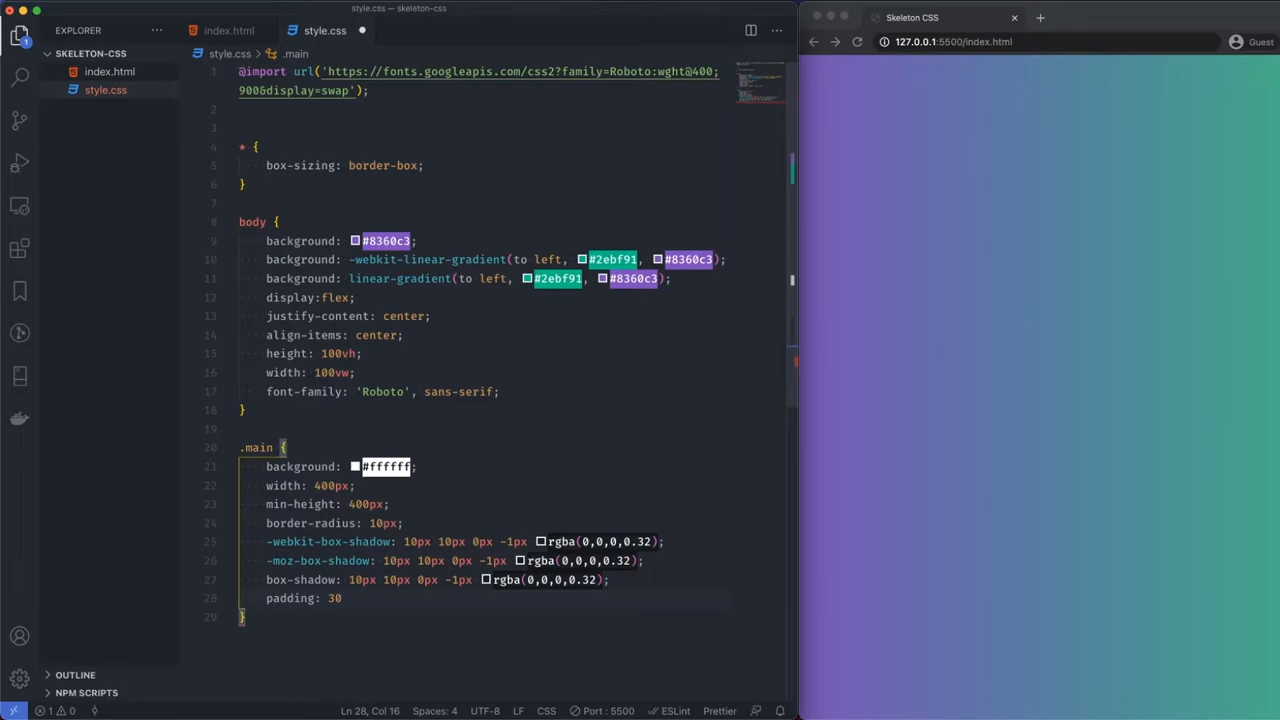 style.css — skeleton-css
EXPLORER
SKELETON-CSS
index.html
style.css
1
index.html
style.css
style.css > .main
1 @import url('https://fonts.googleapis.com/css2?family=Roboto:wght@400;
900&display=swap');
2
3
4 * {
5 box-sizing: border-box;
6 }
7
8 body {
9 background: #8360c3;
10 background: -webkit-linear-gradient(to left, #2ebf91, #8360c3);
11 background: linear-gradient(to left, #2ebf91, #8360c3);
12 display:flex;
13 justify-content: center;
14 align-items: center;
15 height: 100vh;
16 width: 100vw;
17 font-family: 'Roboto', sans-serif;
18 }
19
20 .main {
21 background: #ffffff;
22 width: 400px;
23 min-height: 400px;
24 border-radius: 10px;
25 -webkit-box-shadow: 10px 10px 0px -1px rgba(0,0,0,0.32);
26 -moz-box-shadow: 10px 10px 0px -1px rgba(0,0,0,0.32);
27 box-shadow: 10px 10px 0px -1px rgba(0,0,0,0.32);
28 padding: 30
29 }
OUTLINE
NPM SCRIPTS
1 0
Ln 28, Col 16 Spaces: 4 UTF-8 LF CSS Port : 5500 ESLint Prettier
Skeleton CSS
127.0.0.1:5500/index.html
Guest